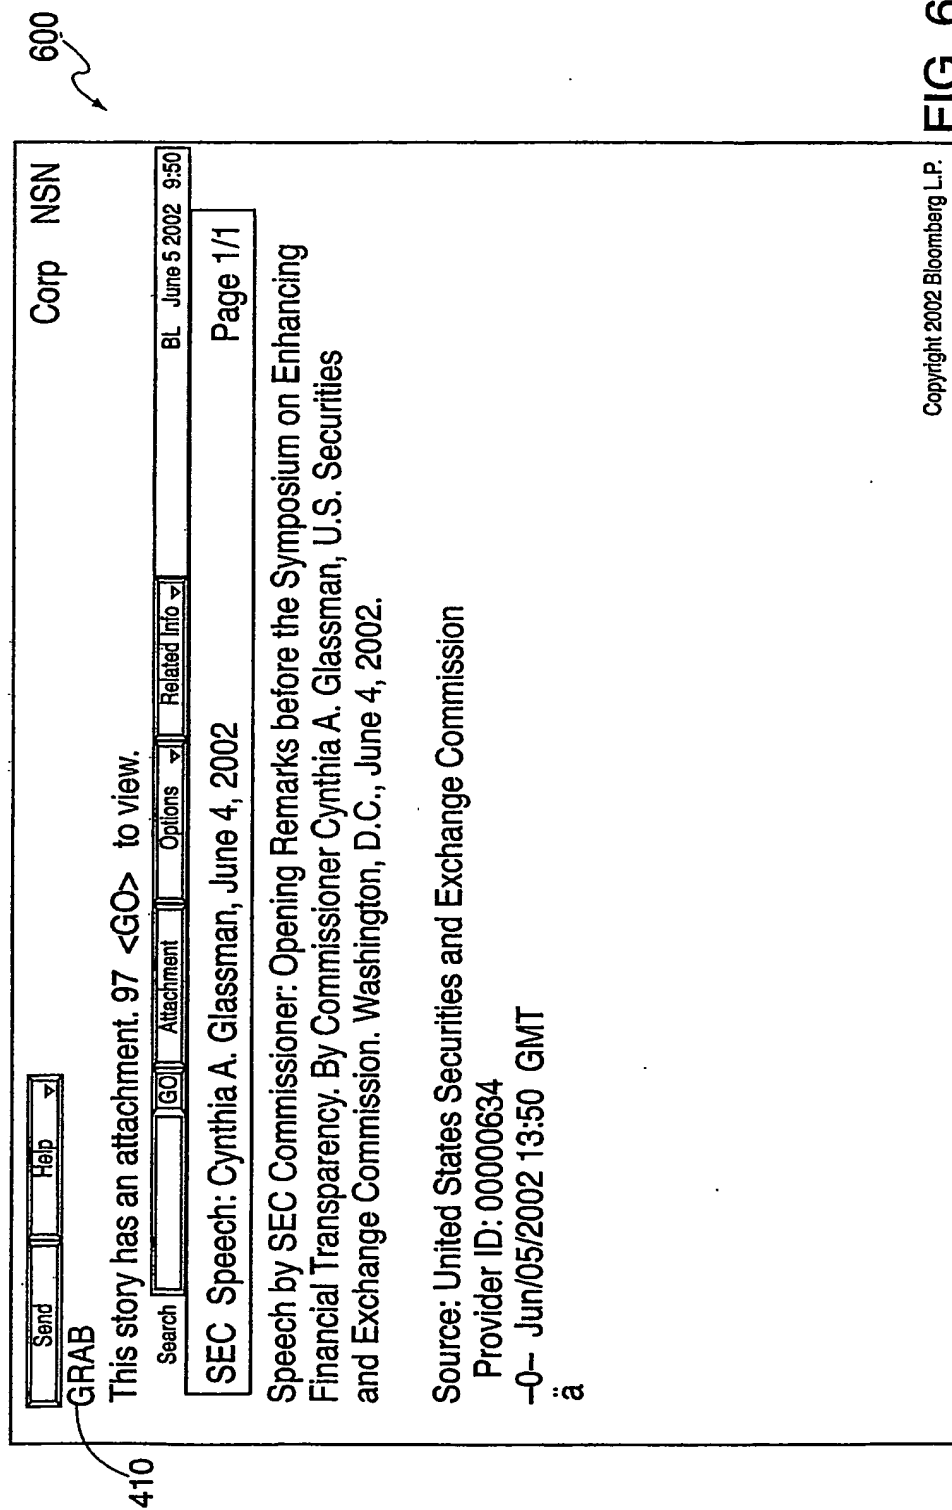 600
Send Help Corp NSN
GRAB
410
This story has an attachment. 97 <GO> to view.
Search GO Attachment Options Related Info BL June 5 2002 9:50
SEC Speech: Cynthia A. Glassman, June 4, 2002 Page 1/1
Speech by SEC Commissioner: Opening Remarks before the Symposium on Enhancing
Financial Transparency. By Commissioner Cynthia A. Glassman, U.S. Securities
and Exchange Commission. Washington, D.C., June 4, 2002.
Source: United States Securities and Exchange Commission
Provider ID: 00000634
–0– Jun/05/2002 13:50 GMT
ä
Copyright 2002 Bloomberg L.P.
FIG 6